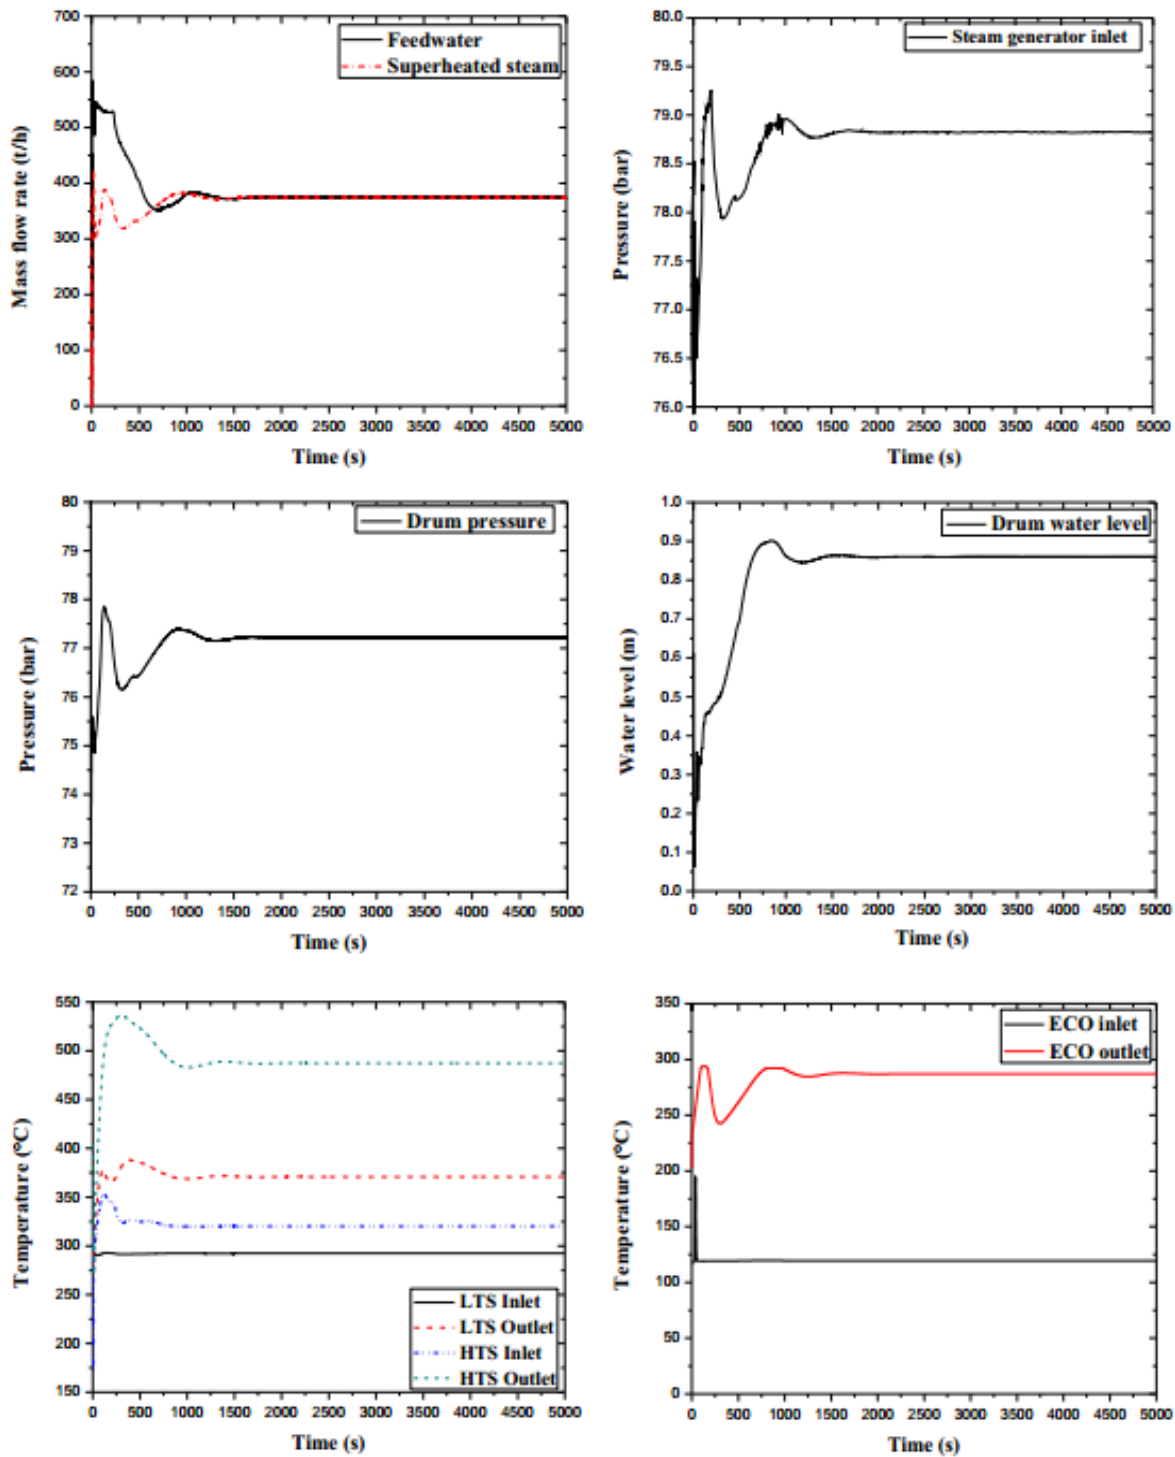 700
600
500
400
300
200
100
0
Mass flow rate (t/h)
Feedwater
Superheated steam
0 500 1000 1500 2000 2500 3000 3500 4000 4500 5000
Time (s)
80.0
79.5
79.0
78.5
78.0
77.5
77.0
76.5
76.0
Pressure (bar)
Steam generator inlet
0 500 1000 1500 2000 2500 3000 3500 4000 4500 5000
Time (s)
80
79
78
77
76
75
74
73
72
Pressure (bar)
Drum pressure
0 500 1000 1500 2000 2500 3000 3500 4000 4500 5000
Time (s)
1.0
0.9
0.8
0.7
0.6
0.5
0.4
0.3
0.2
0.1
0.0
Water level (m)
Drum water level
0 500 1000 1500 2000 2500 3000 3500 4000 4500 5000
Time (s)
550
500
450
400
350
300
250
200
150
Temperature (°C)
LTS Inlet
LTS Outlet
HTS Inlet
HTS Outlet
0 500 1000 1500 2000 2500 3000 3500 4000 4500 5000
Time (s)
350
300
250
200
150
100
50
0
Temperature (°C)
ECO inlet
ECO outlet
0 500 1000 1500 2000 2500 3000 3500 4000 4500 5000
Time (s)